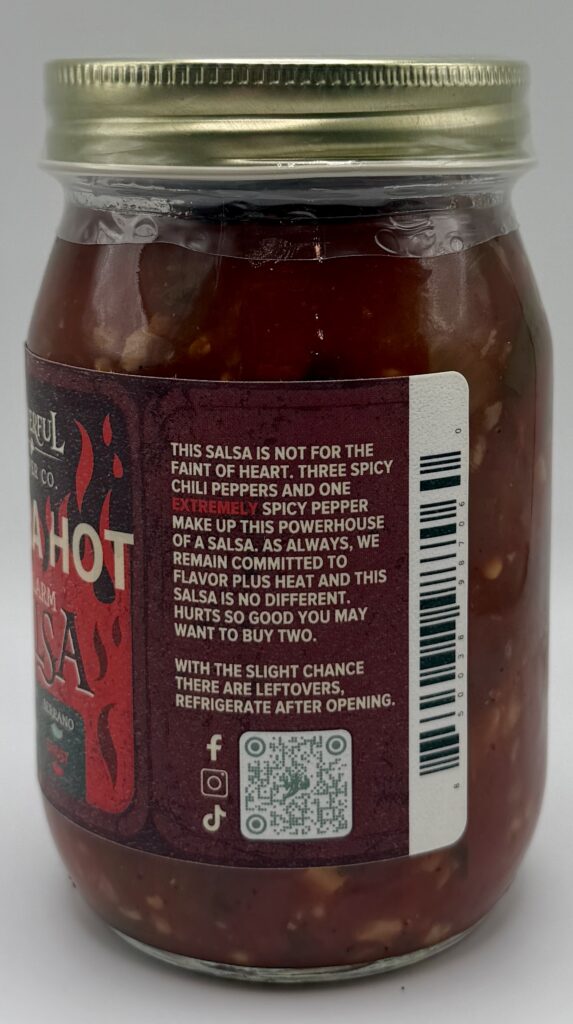 HOT
SERRANO
THIS SALSA IS NOT FOR THE
FAINT OF HEART. THREE SPICY
CHILI PEPPERS AND ONE
EXTREMELY SPICY PEPPER
MAKE UP THIS POWERHOUSE
OF A SALSA. AS ALWAYS, WE
REMAIN COMMITTED TO
FLAVOR PLUS HEAT AND THIS
SALSA IS NO DIFFERENT.
HURTS SO GOOD YOU MAY
WANT TO BUY TWO.
WITH THE SLIGHT CHANCE
THERE ARE LEFTOVERS,
REFRIGERATE AFTER OPENING.